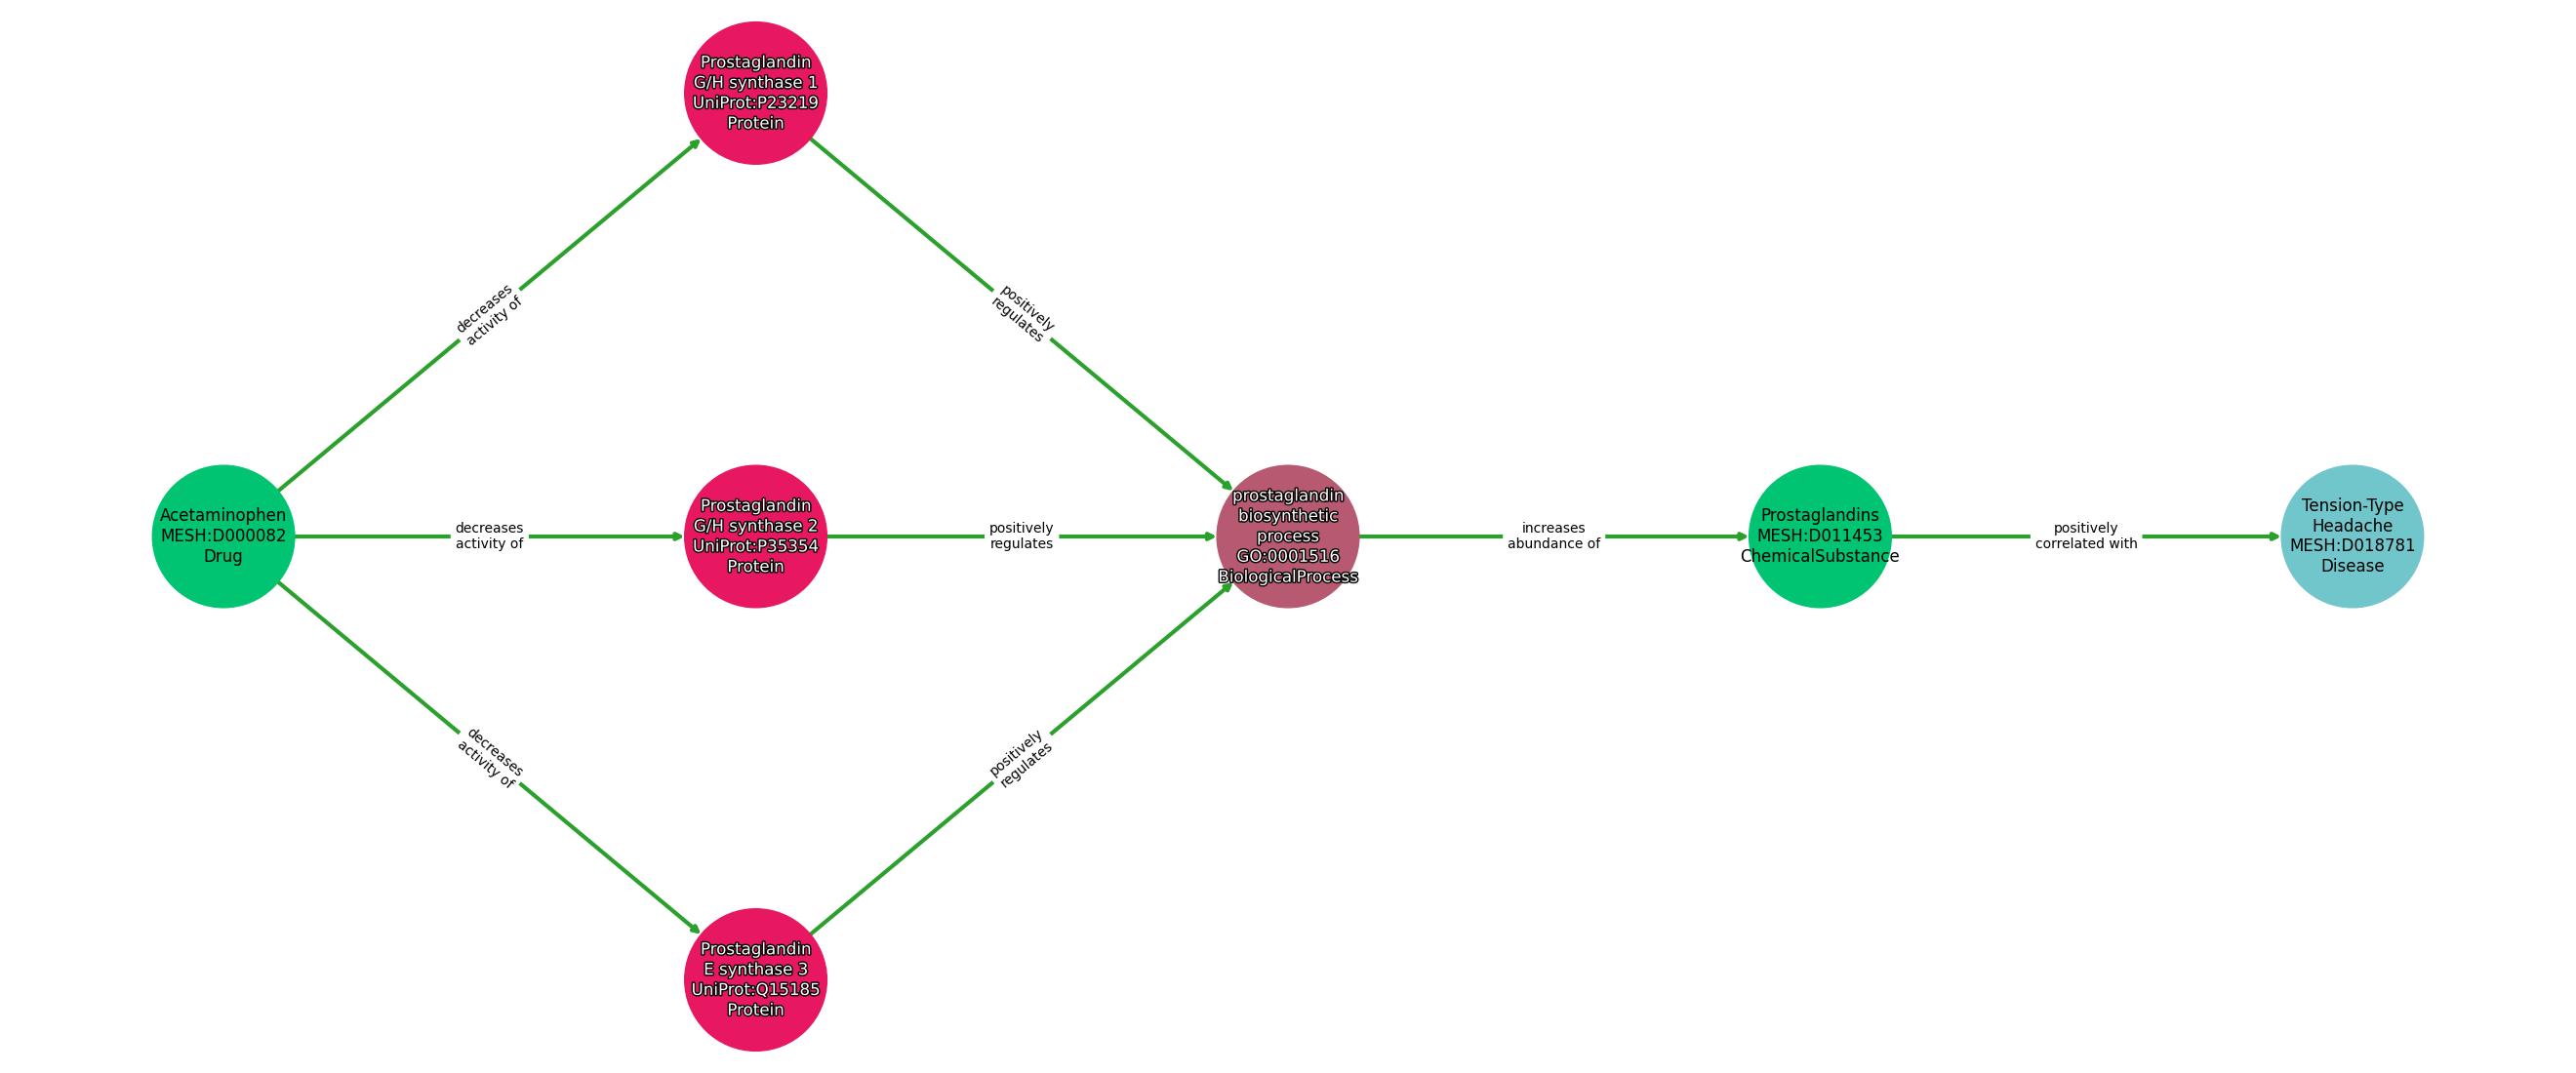 Prostaglandin
G/H synthase 1
UniProt:P23219
Protein
decreases
activity of
positively
regulates
Acetaminophen
MESH:D000082
Drug
decreases
activity of
Prostaglandin
G/H synthase 2
UniProt:P35354
Protein
positively
regulates
prostaglandin
biosynthetic
process
GO:0001516
BiologicalProcess
increases
abundance of
Prostaglandins
MESH:D011453
ChemicalSubstance
positively
correlated with
Tension-Type
Headache
MESH:D018781
Disease
decreases
activity of
positively
regulates
Prostaglandin
E synthase 3
UniProt:Q15185
Protein